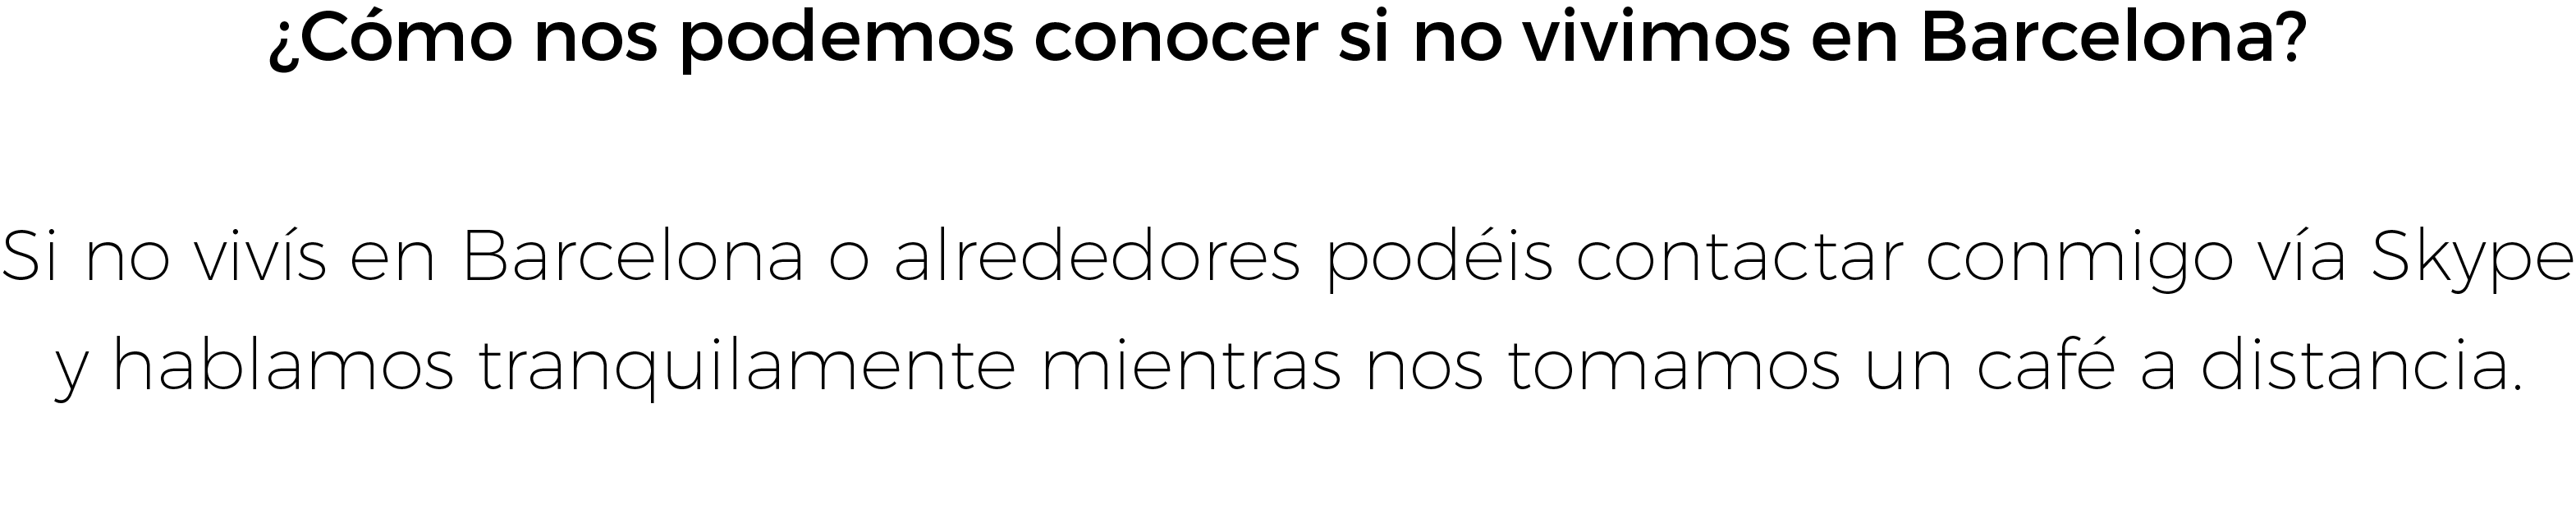 ¿Cómo nos podemos conocer si no vivimos en Barcelona?
Si no vivís en Barcelona o alrededores podéis contactar conmigo vía Skype
y hablamos tranquilamente mientras nos tomamos un café a distancia.